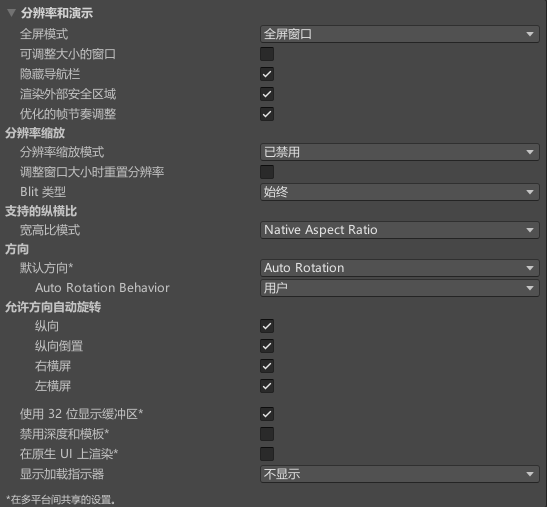 分辨率和演示
全屏模式 全屏窗口
可调整大小的窗口
隐藏导航栏
渲染外部安全区域
优化的帧节奏调整
分辨率缩放
分辨率缩放模式 已禁用
调整窗口大小时重置分辨率
Blit 类型 始终
支持的纵横比
宽高比模式 Native Aspect Ratio
方向
默认方向* Auto Rotation
Auto Rotation Behavior 用户
允许方向自动旋转
纵向
纵向倒置
右横屏
左横屏
使用 32 位显示缓冲区*
禁用深度和模板*
在原生 UI 上渲染*
显示加载指示器 不显示
*在多平台间共享的设置。